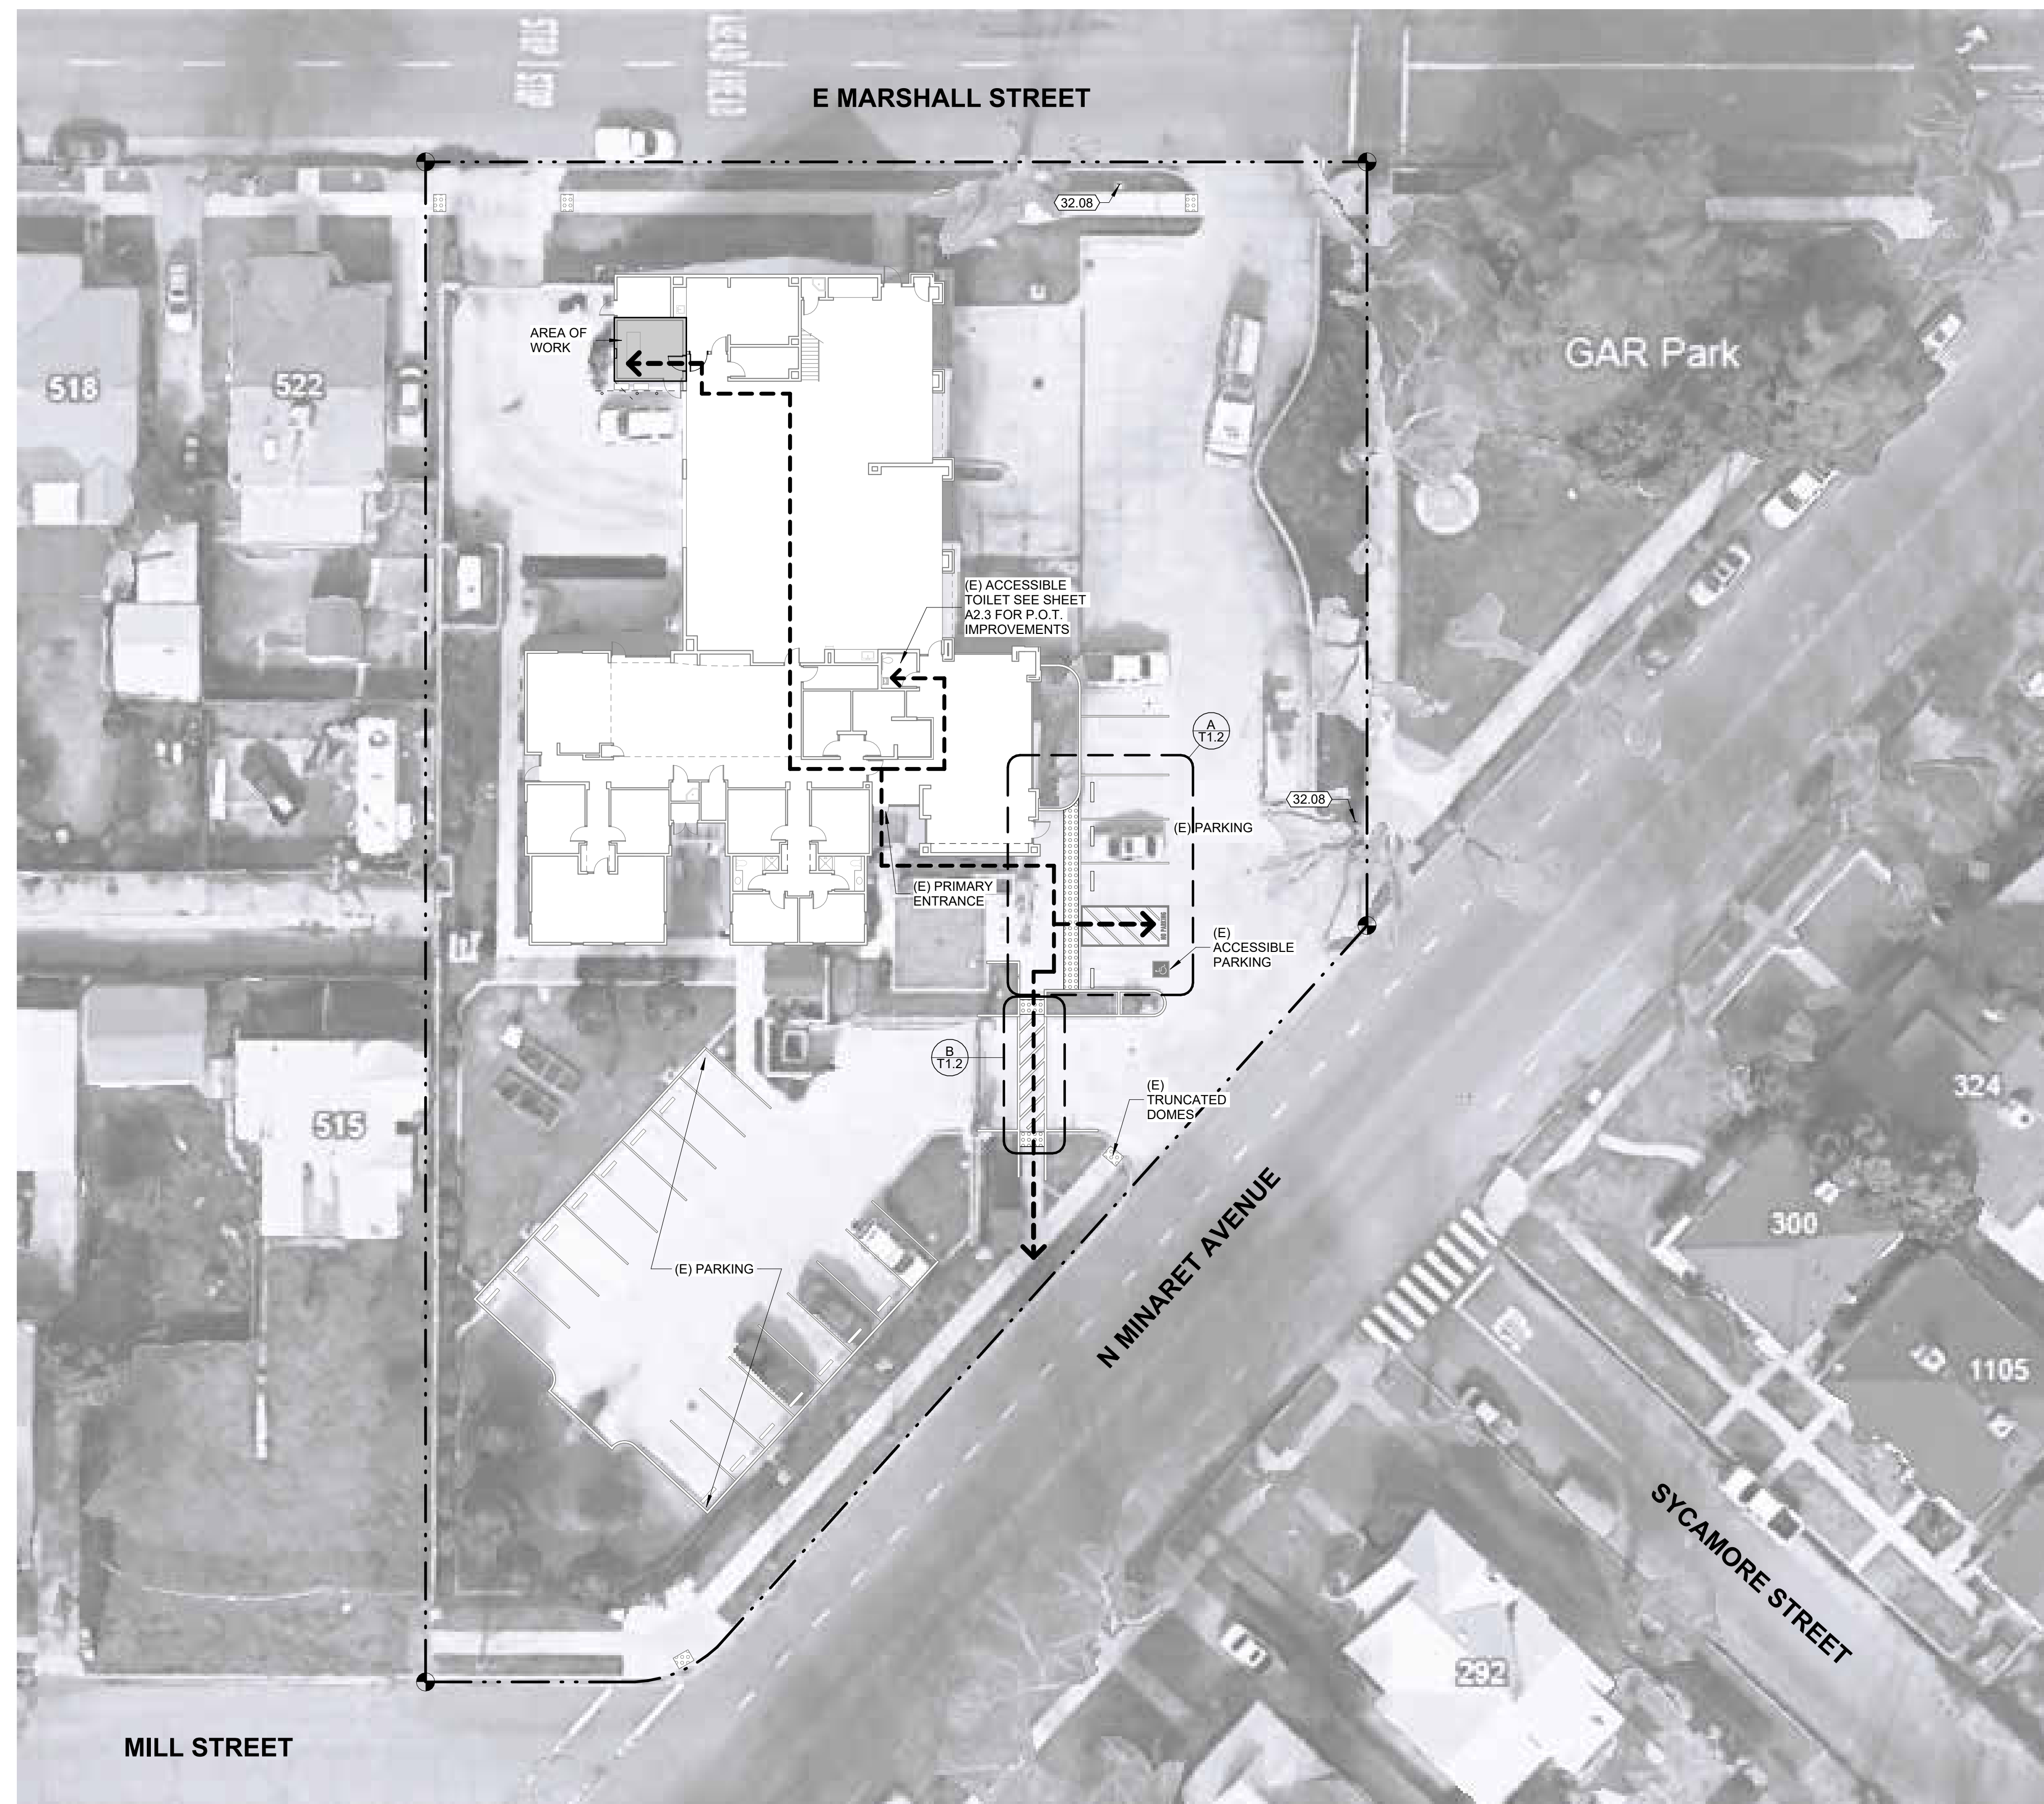 E MARSHALL STREET
32.08
AREA OF
WORK
GAR Park
518
522
(E) ACCESSIBLE
TOILET SEE SHEET
A2.3 FOR P.O.T.
IMPROVEMENTS
A
T1.2
32.08
(E) PARKING
(E) PRIMARY
ENTRANCE
NO PARKING
(E)
ACCESSIBLE
PARKING
B
T1.2
(E)
TRUNCATED
DOMES
515
324
300
(E) PARKING
N MINARET AVENUE
1105
SYCAMORE STREET
292
MILL STREET